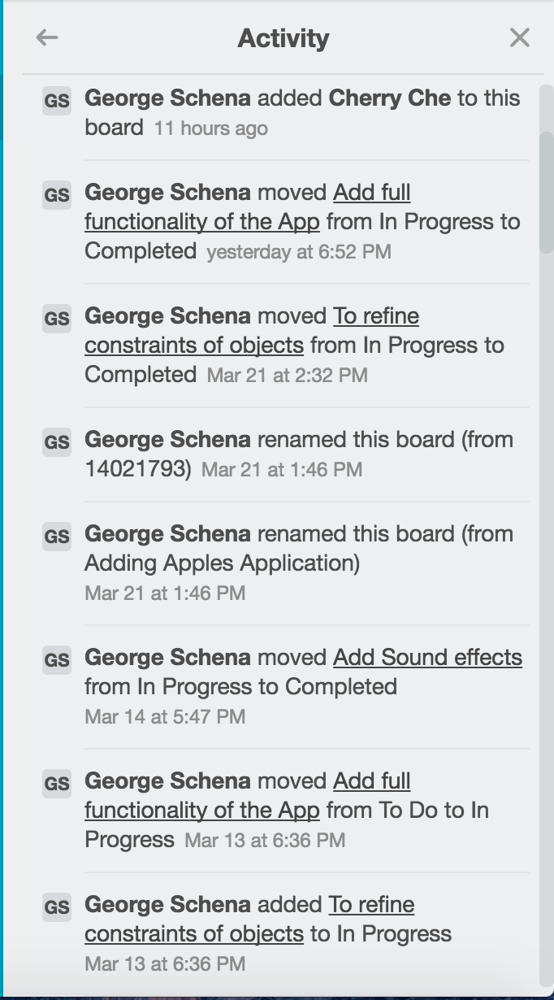 Activity
GS
George Schena added Cherry Che to this
board 11 hours ago
GS
George Schena moved Add full
functionality of the App from In Progress to
Completed yesterday at 6:52 PM
GS
George Schena moved To refine
constraints of objects from In Progress to
Completed Mar 21 at 2:32 PM
GS
George Schena renamed this board (from
14021793) Mar 21 at 1:46 PM
GS
George Schena renamed this board (from
Adding Apples Application)
Mar 21 at 1:46 PM
GS
George Schena moved Add Sound effects
from In Progress to Completed
Mar 14 at 5:47 PM
GS
George Schena moved Add full
functionality of the App from To Do to In
Progress Mar 13 at 6:36 PM
GS
George Schena added To refine
constraints of objects to In Progress
Mar 13 at 6:36 PM